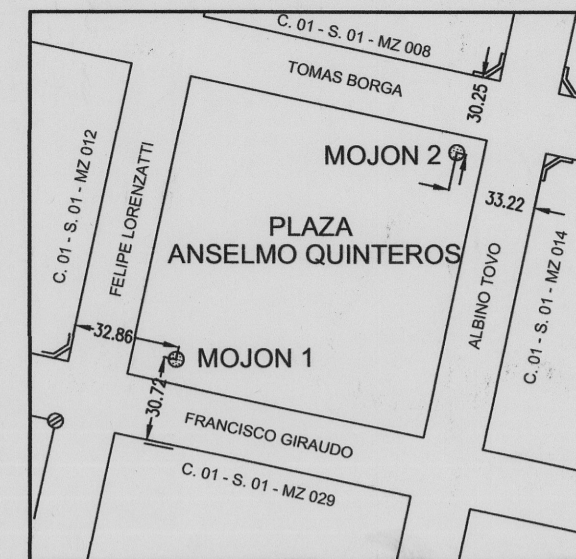 C. 01 - S. 01 - MZ 008
TOMAS BORGA
30.25
MOJON 2
C. 01 - S. 01 - MZ 012
FELIPE LORENZATTI
33.22
PLAZA
ANSELMO QUINTEROS
ALBINO TOVO
C. 01 - S. 01 - MZ 014
32.86
MOJON 1
30.72
FRANCISCO GIRAUDO
C. 01 - S. 01 - MZ 029